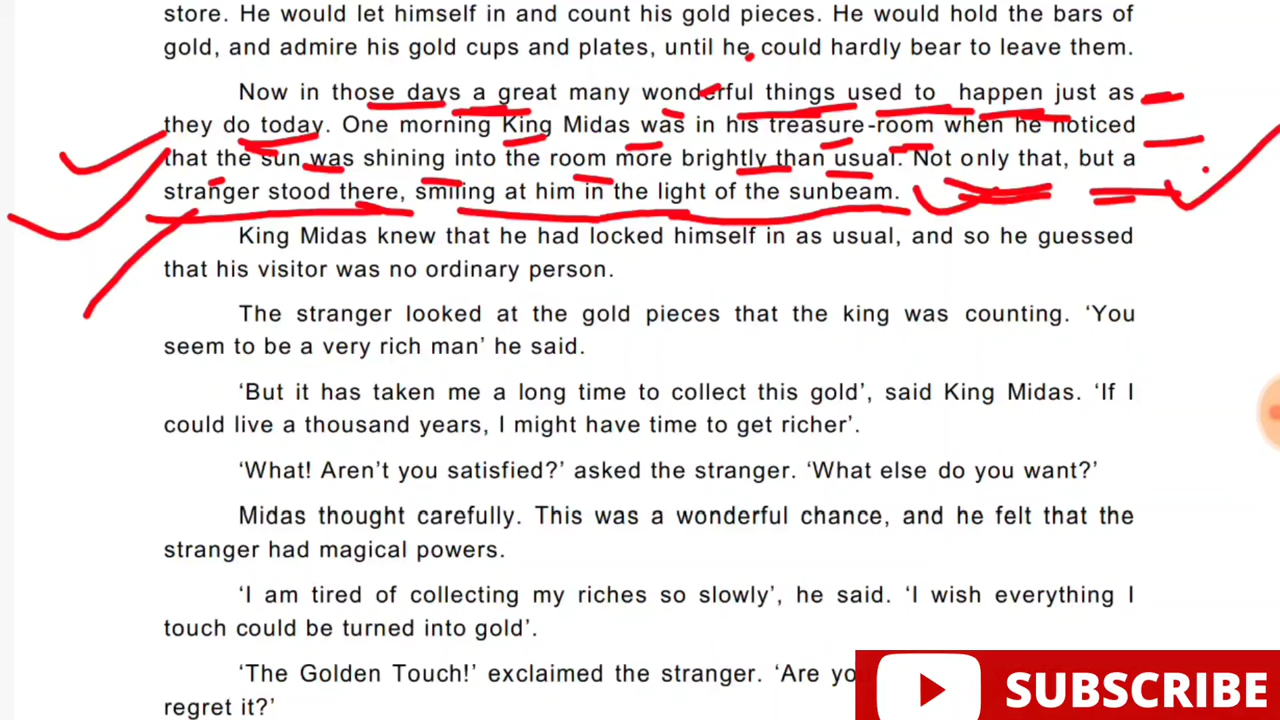 store. He would let himself in and count his gold pieces. He would hold the bars of
gold, and admire his gold cups and plates, until he could hardly bear to leave them.
Now in those days a great many wonderful things used to happen just as
they do today. One morning King Midas was in his treasure-room when he noticed
that the sun was shining into the room more brightly than usual. Not only that, but a
stranger stood there, smiling at him in the light of the sunbeam.
King Midas knew that he had locked himself in as usual, and so he guessed
that his visitor was no ordinary person.
The stranger looked at the gold pieces that the king was counting. ‘You
seem to be a very rich man’ he said.
‘But it has taken me a long time to collect this gold’, said King Midas. ‘If I
could live a thousand years, I might have time to get richer’.
‘What! Aren’t you satisfied?’ asked the stranger. ‘What else do you want?’
Midas thought carefully. This was a wonderful chance, and he felt that the
stranger had magical powers.
‘I am tired of collecting my riches so slowly’, he said. ‘I wish everything I
touch could be turned into gold’.
‘The Golden Touch!’ exclaimed the stranger. ‘Are
regret it?’
SUBSCRIBE